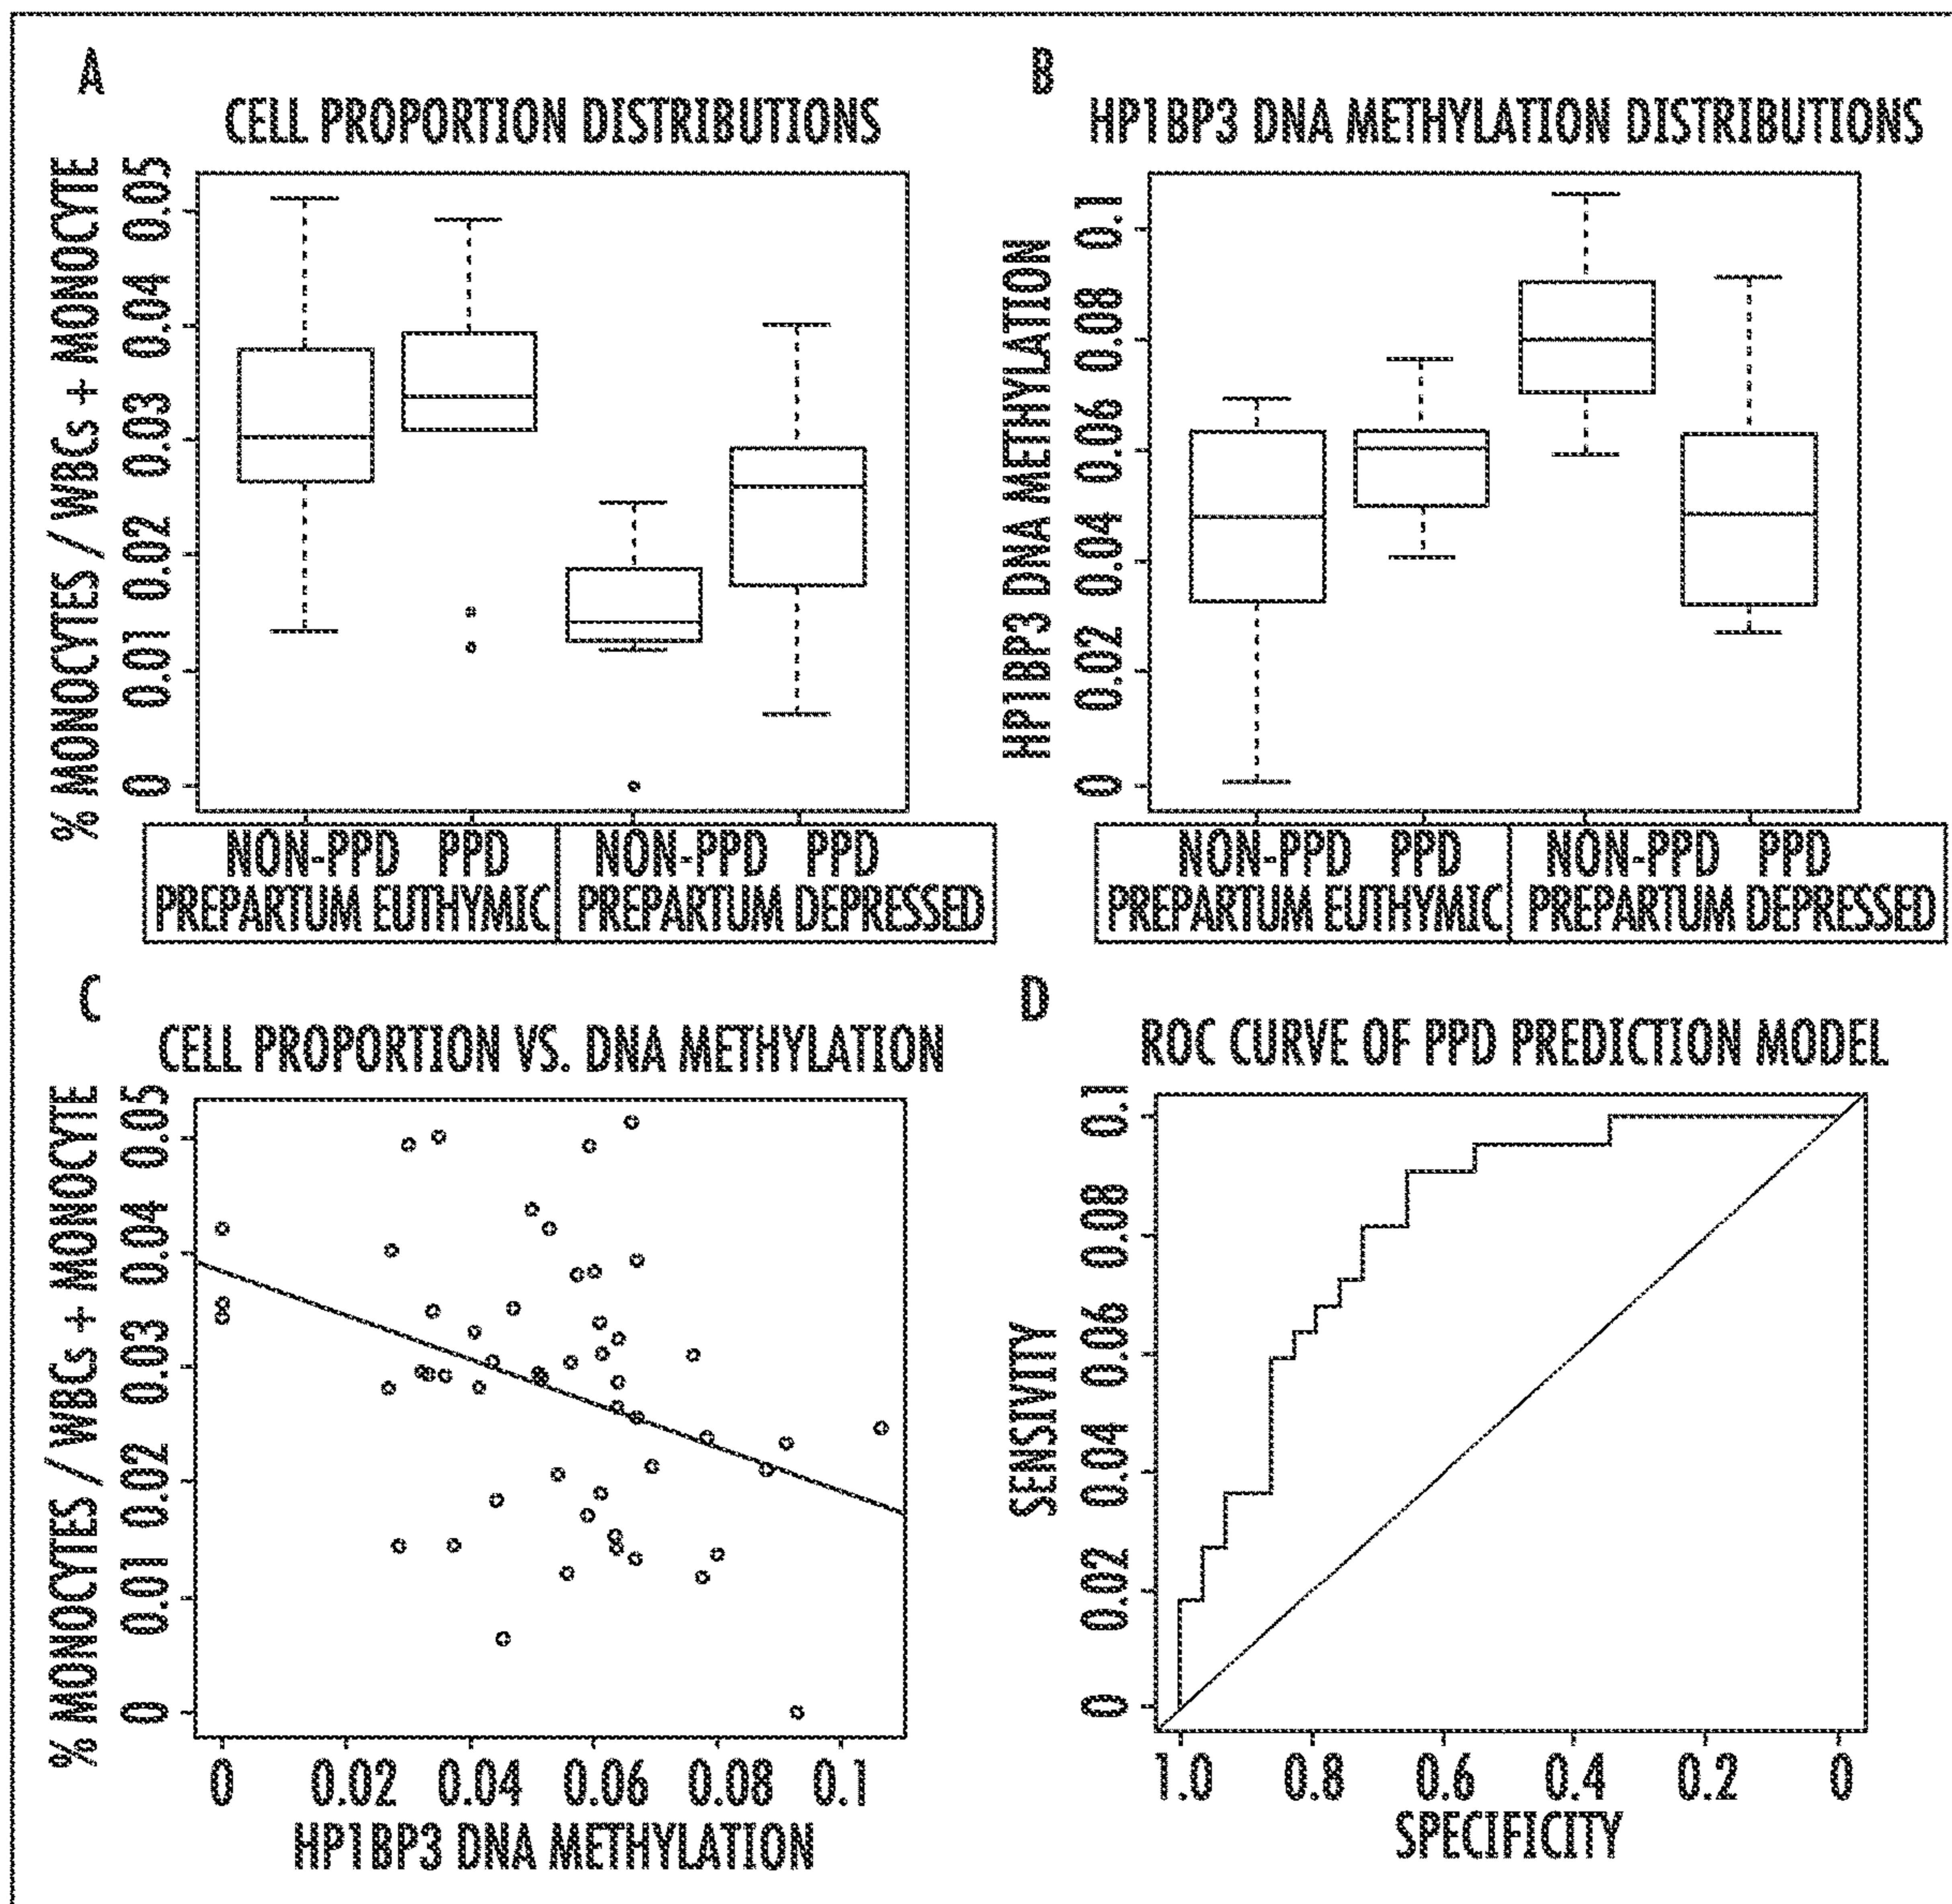 A
CELL PROPORTION DISTRIBUTIONS
% MONOCYTES / WBCs + MONOCYTE
0.05
0.04
0.03
0.02
0.01
0
NON-PPD PPD NON-PPD PPD
PREPARTUM EUTHYMIC PREPARTUM DEPRESSED
B
HP1BP3 DNA METHYLATION DISTRIBUTIONS
HP1BP3 DNA METHYLATION
0.1
0.08
0.06
0.04
0.02
0
NON-PPD PPD NON-PPD PPD
PREPARTUM EUTHYMIC PREPARTUM DEPRESSED
C
CELL PROPORTION VS. DNA METHYLATION
% MONOCYTES / WBCs + MONOCYTE
0.05
0.04
0.03
0.02
0.01
0
0 0.02 0.04 0.06 0.08 0.1
HP1BP3 DNA METHYLATION
D
ROC CURVE OF PPD PREDICTION MODEL
SENSIVITY
0.1
0.08
0.06
0.04
0.02
0
1.0 0.8 0.6 0.4 0.2 0
SPECIFICITY